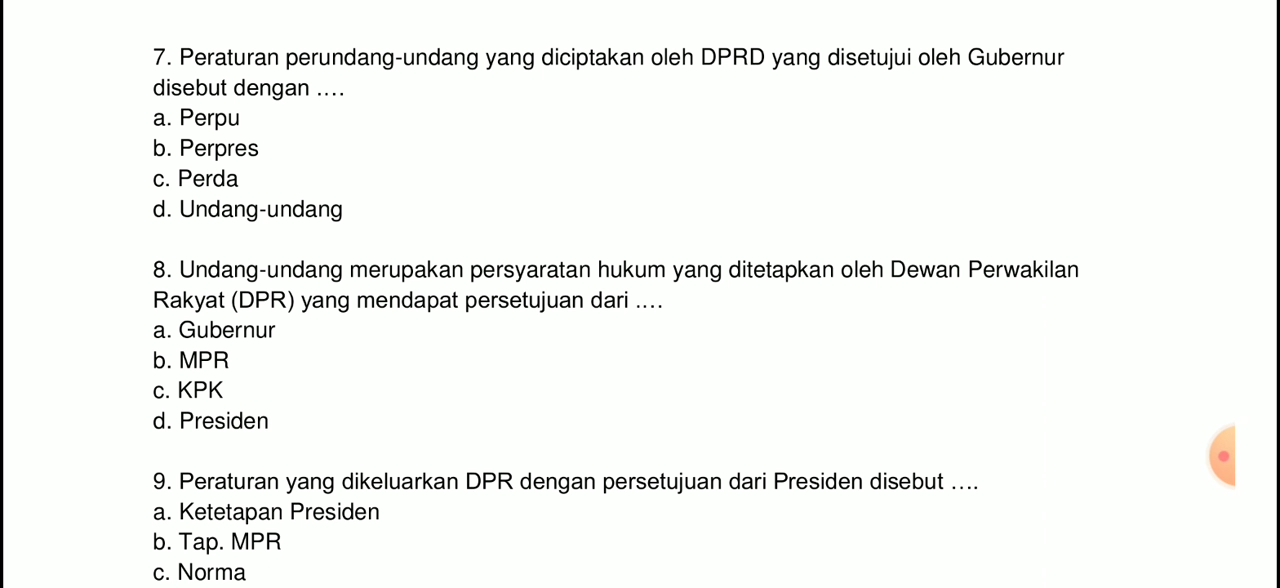 7. Peraturan perundang-undang yang diciptakan oleh DPRD yang disetujui oleh Gubernur
disebut dengan ....
a. Perpu
b. Perpres
c. Perda
d. Undang-undang
8. Undang-undang merupakan persyaratan hukum yang ditetapkan oleh Dewan Perwakilan
Rakyat (DPR) yang mendapat persetujuan dari ....
a. Gubernur
b. MPR
c. KPK
d. Presiden
9. Peraturan yang dikeluarkan DPR dengan persetujuan dari Presiden disebut ....
a. Ketetapan Presiden
b. Tap. MPR
c. Norma